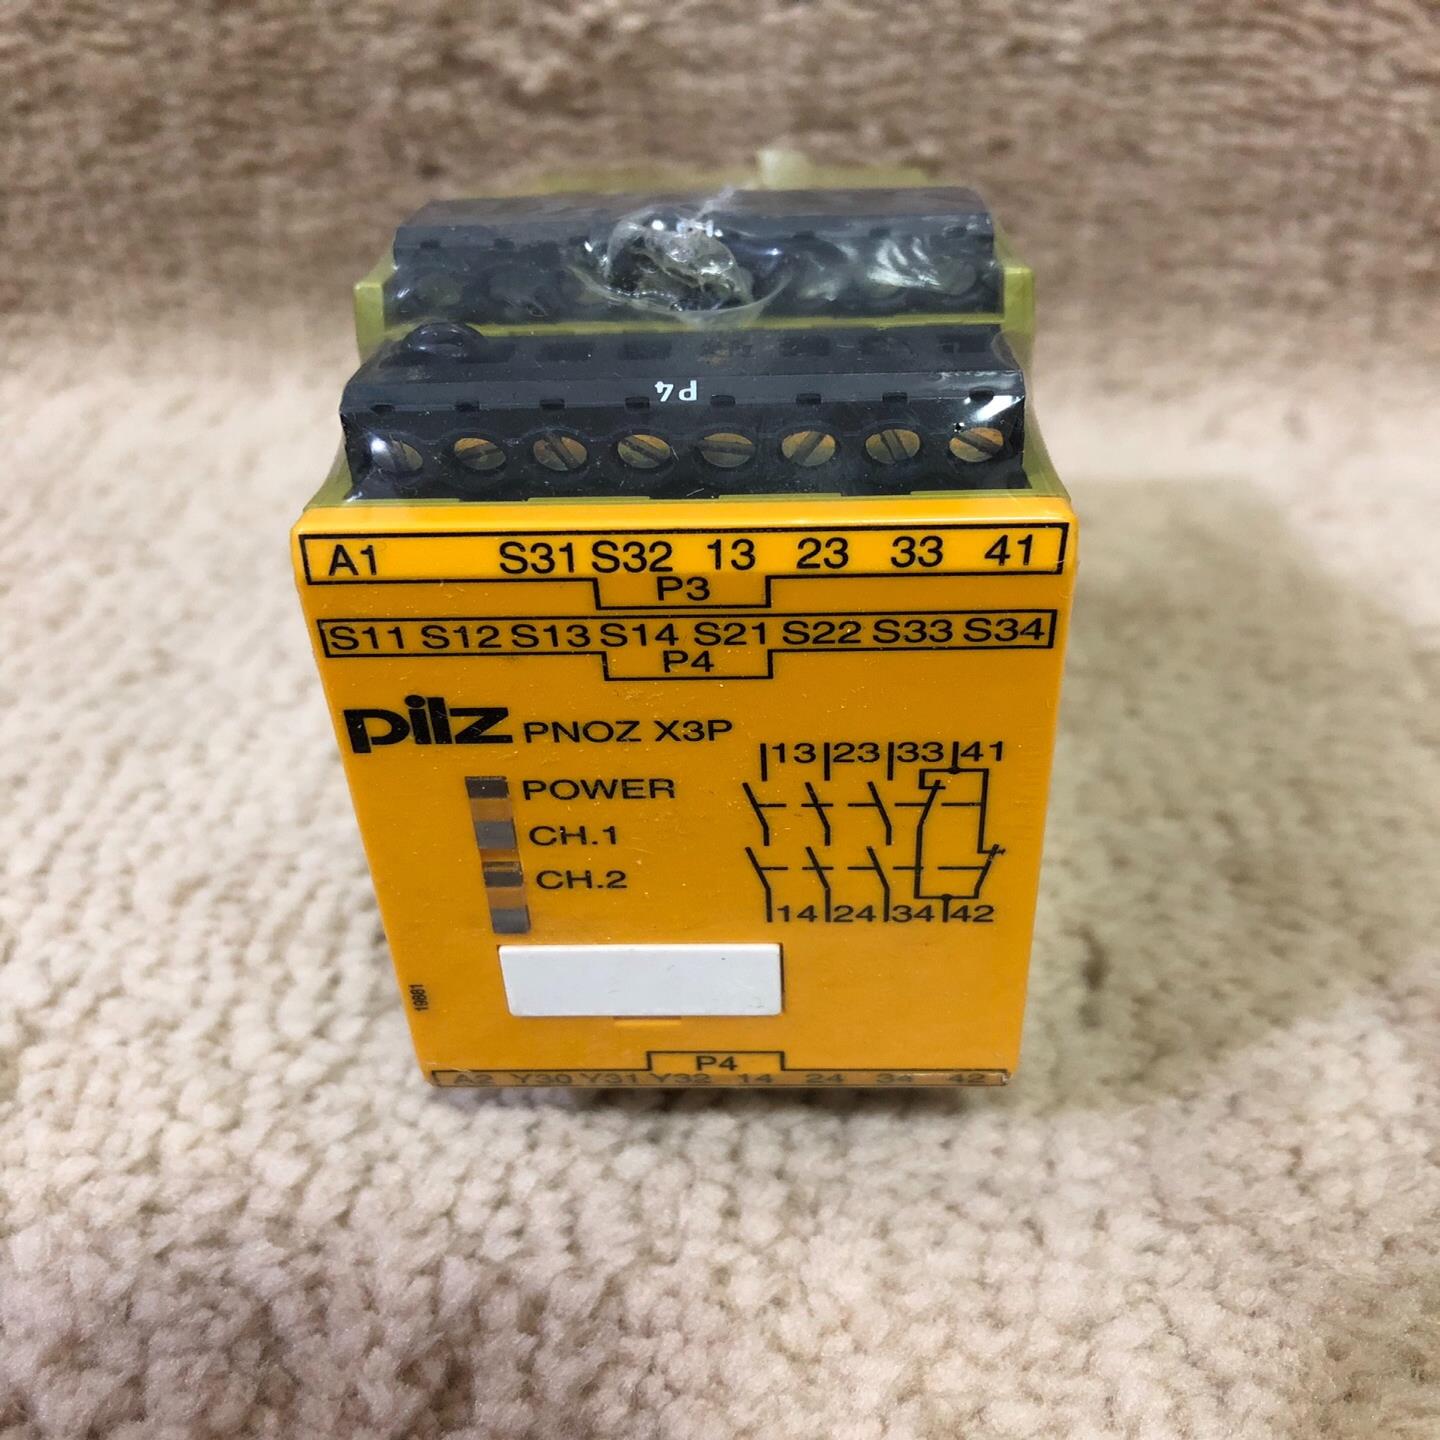 P4
A1 S31 S32 13 23 33 41
P3
S11 S12 S13 S14 S21 S22 S33 S34
P4
pilz PNOZ X3P
13 23 33 41
POWER
CH.1
CH.2
14 24 34 42
19881
P4
A2 Y30 Y31 Y32 14 24 34 42